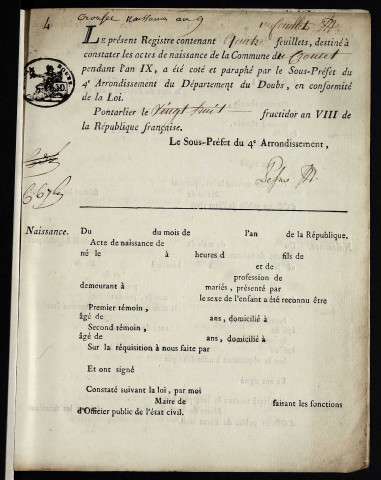 4
naissances an 9
feuillet
LE présent Registre contenant feuillets, destiné à
constater les actes de naissance de la Commune de
pendant l'an IX, a été coté et paraphé par le Sous-Préfet du
4e Arrondissement du Département du Doubs, en conformité
de la Loi.
Pontarlier le Vingt huit fructidor an VIII de
la République française.
Le Sous-Préfet du 4e Arrondissement,
Naissance. Du du mois de l'an de la République.
Acte de naissance de
né le à heures d fils de
et de
profession de
demeurant à mariés, présenté par
le sexe de l'enfant a été reconnu être
Premier témoin,
âgé de ans, domicilié à
Second témoin,
âgé de ans, domicilié à
Sur la réquisition à nous faite par
Et ont signé
Constaté suivant la loi, par moi
Maire de faisant les fonctions
d'Officier public de l'état civil.